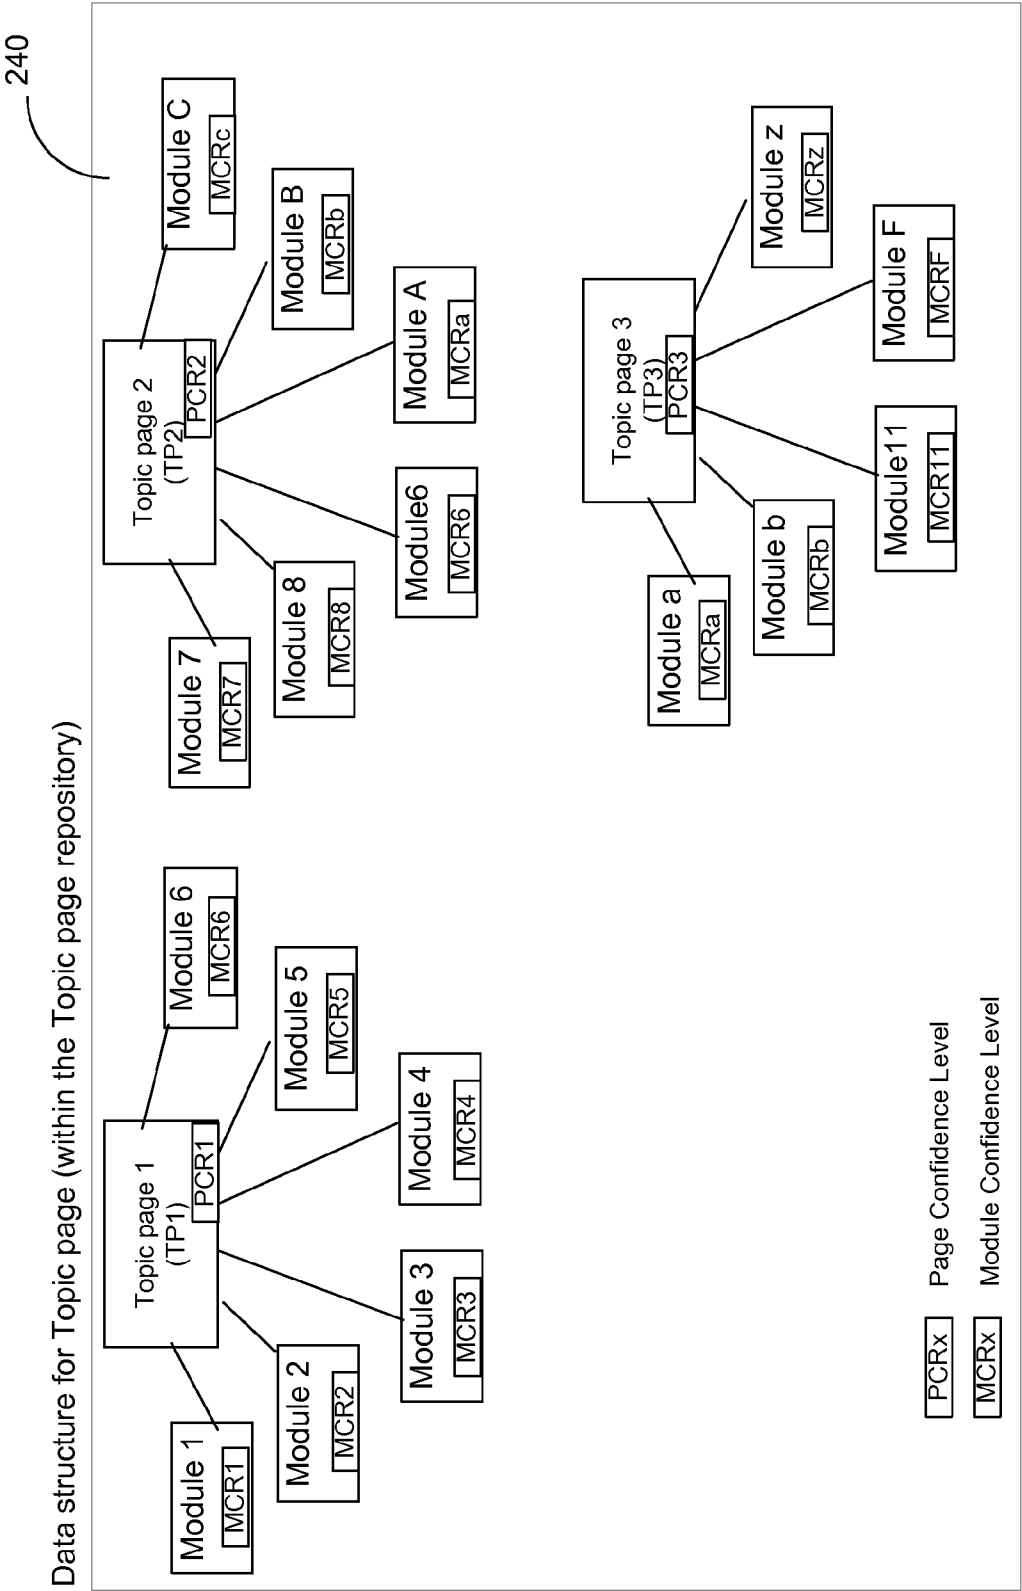 Data structure for Topic page (within the Topic page repository)
240
Topic page 1
(TP1)
PCR1
Module 1
MCR1
Module 2
MCR2
Module 3
MCR3
Module 4
MCR4
Module 5
MCR5
Module 6
MCR6
Topic page 2
(TP2)
PCR2
Module 7
MCR7
Module 8
MCR8
Module6
MCR6
Module A
MCRa
Module B
MCRb
Module C
MCRc
Topic page 3
(TP3)
PCR3
Module a
MCRa
Module b
MCRb
Module11
MCR11
Module F
MCRF
Module z
MCRz
PCRx
Page Confidence Level
MCRx
Module Confidence Level